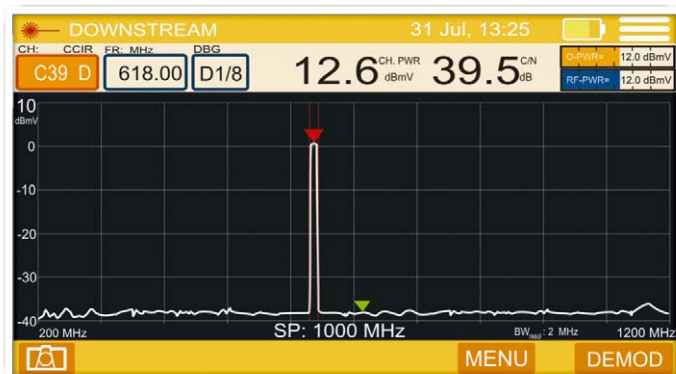 DOWNSTREAM 31 Jul, 13:25
CH: CCIR FR: MHz DBG
C39 D 618.00 D1/8 12.6 CH. PWR dBmV 39.5 C/N dB
O-PWR= 12.0 dBmV
RF-PWR= 12.0 dBmV
10
dBmV
0
-10
-20
-30
-40
200 MHz SP: 1000 MHz BWresol: 2 MHz 1200 MHz
MENU DEMOD